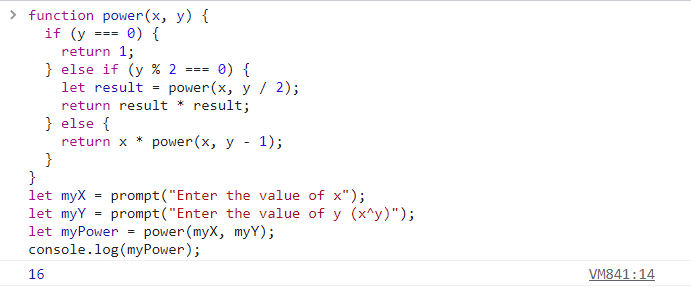 function power(x, y) {
  if (y === 0) {
    return 1;
  } else if (y % 2 === 0) {
    let result = power(x, y / 2);
    return result * result;
  } else {
    return x * power(x, y - 1);
  }
}
let myX = prompt("Enter the value of x");
let myY = prompt("Enter the value of y (x^y)");
let myPower = power(myX, myY);
console.log(myPower);
16 VM841:14